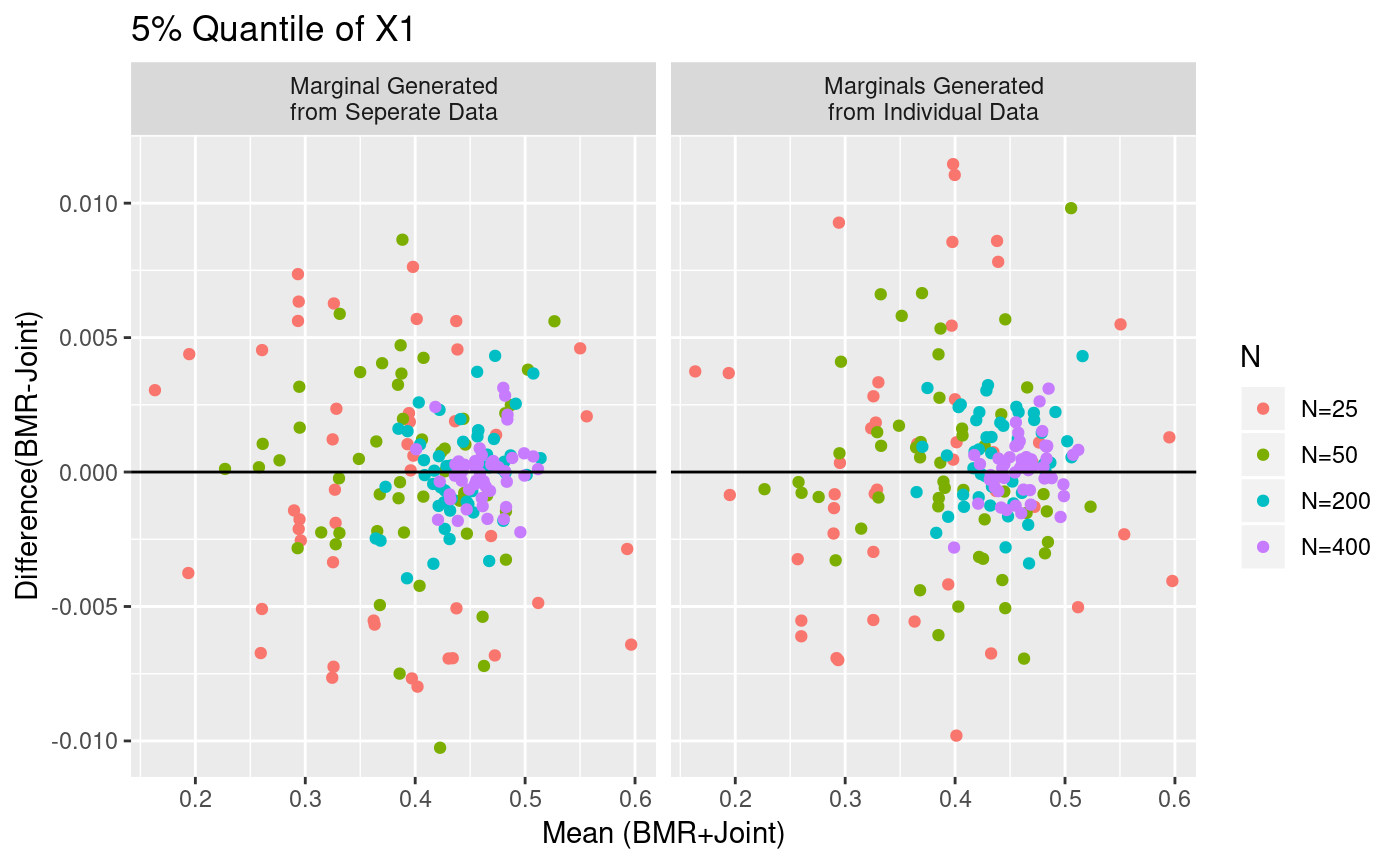 5% Quantile of X1
Marginal Generated
from Seperate Data
Marginals Generated
from Individual Data
Difference(BMR-Joint)
0.010
0.005
0.000
-0.005
-0.010
0.2 0.3 0.4 0.5 0.6
0.2 0.3 0.4 0.5 0.6
Mean (BMR+Joint)
N
N=25
N=50
N=200
N=400